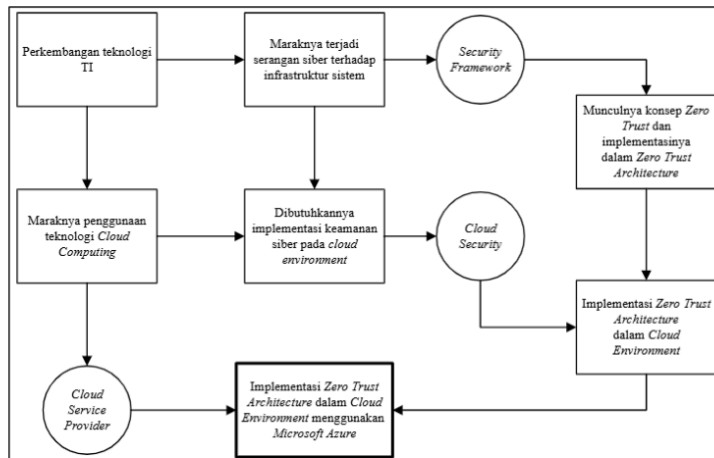 Perkembangan teknologi
TI
Maraknya terjadi
serangan siber terhadap
infrastruktur sistem
Security
Framework
Munculnya konsep Zero
Trust dan
implementasinya
dalam Zero Trust
Architecture
Maraknya penggunaan
teknologi Cloud
Computing
Dibutuhkannya
implementasi keamanan
siber pada cloud
environment
Cloud
Security
Implementasi Zero Trust
Architecture
dalam Cloud
Environment
Cloud
Service
Provider
Implementasi Zero Trust
Architecture dalam Cloud
Environment menggunakan
Microsoft Azure